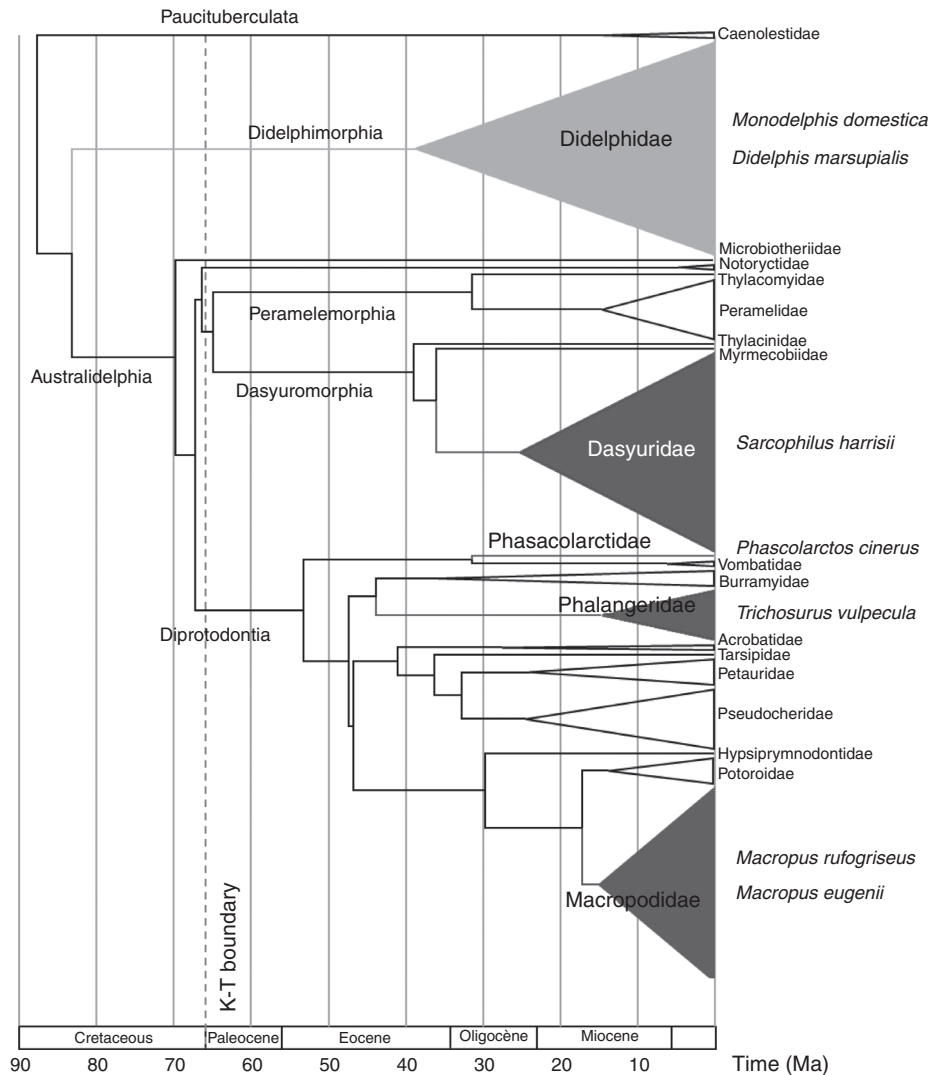 Paucituberculata
Caenolestidae
Didelphimorphia
Didelphidae
Monodelphis domestica
Didelphis marsupialis
Microbiotheriidae
Notoryctidae
Thylacomyidae
Peramelemorphia
Peramelidae
Thylacinidae
Myrmecobiidae
Australidelphia
Dasyuromorphia
Dasyuridae
Sarcophilus harrisii
Phasacolarctidae
Phascolarctos cinerus
Vombatidae
Burramyidae
Phalangeridae
Trichosurus vulpecula
Diprotodontia
Acrobatidae
Tarsipidae
Petauridae
Pseudocheridae
Hypsiprymnodontidae
Potoroidae
Macropus rufogriseus
Macropus eugenii
Macropodidae
K-T boundary
Cretaceous Paleocene Eocene Oligocène Miocene
90 80 70 60 50 40 30 20 10 Time (Ma)